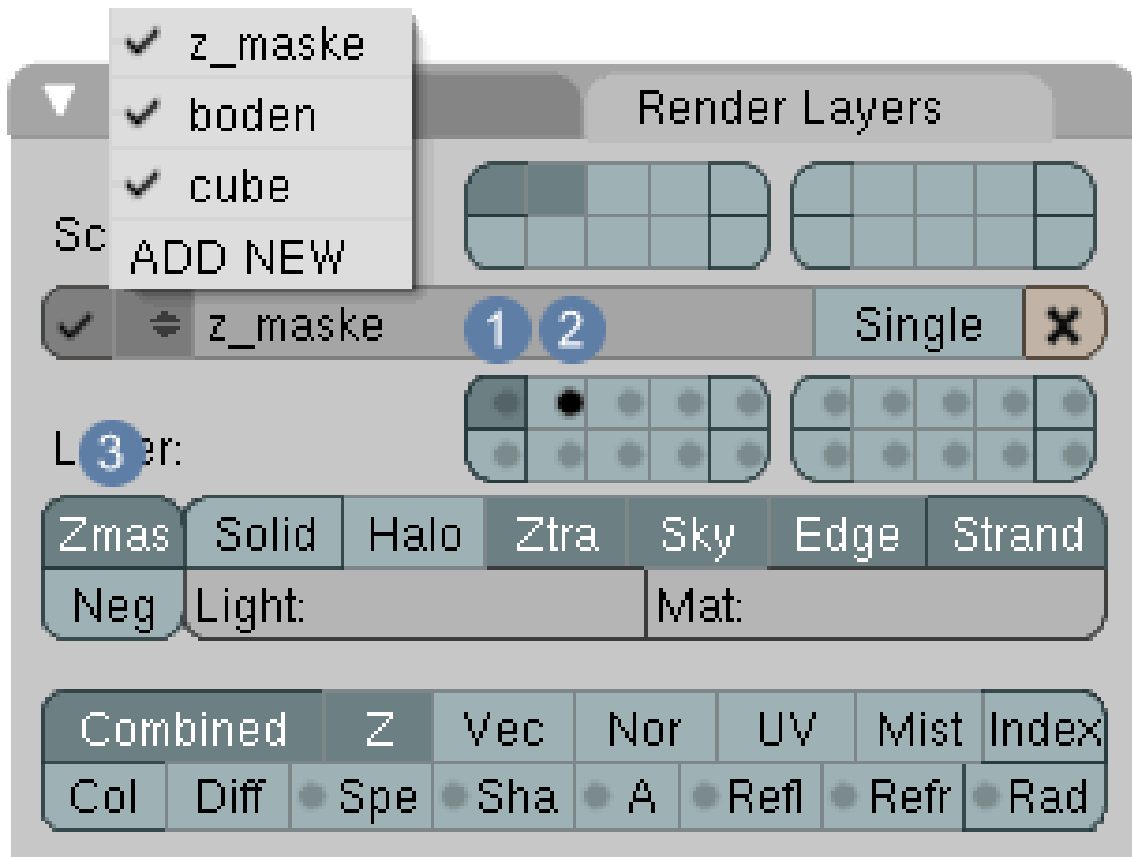 z_maske
boden
cube
ADD NEW
Render Layers
Sc
z_maske 1 2 Single X
L 3 er:
Zmas Solid Halo Ztra Sky Edge Strand
Neg Light: Mat:
Combined Z Vec Nor UV Mist Index
Col Diff Spe Sha A Refl Refr Rad